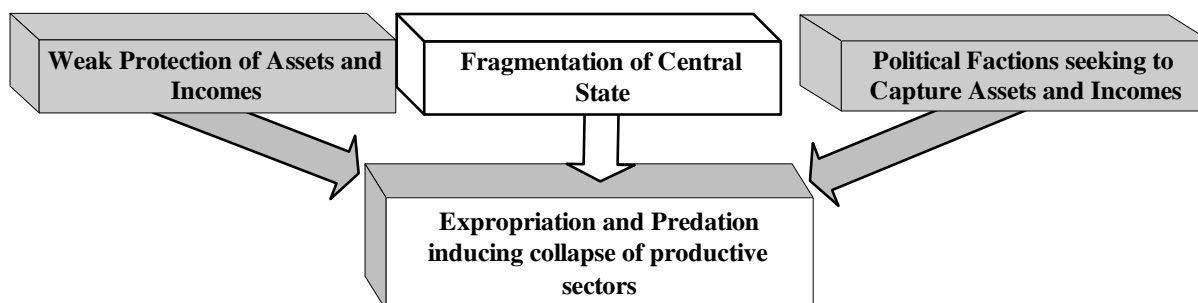 Weak Protection of Assets and
Incomes
Fragmentation of Central
State
Political Factions seeking to
Capture Assets and Incomes
Expropriation and Predation
inducing collapse of productive
sectors